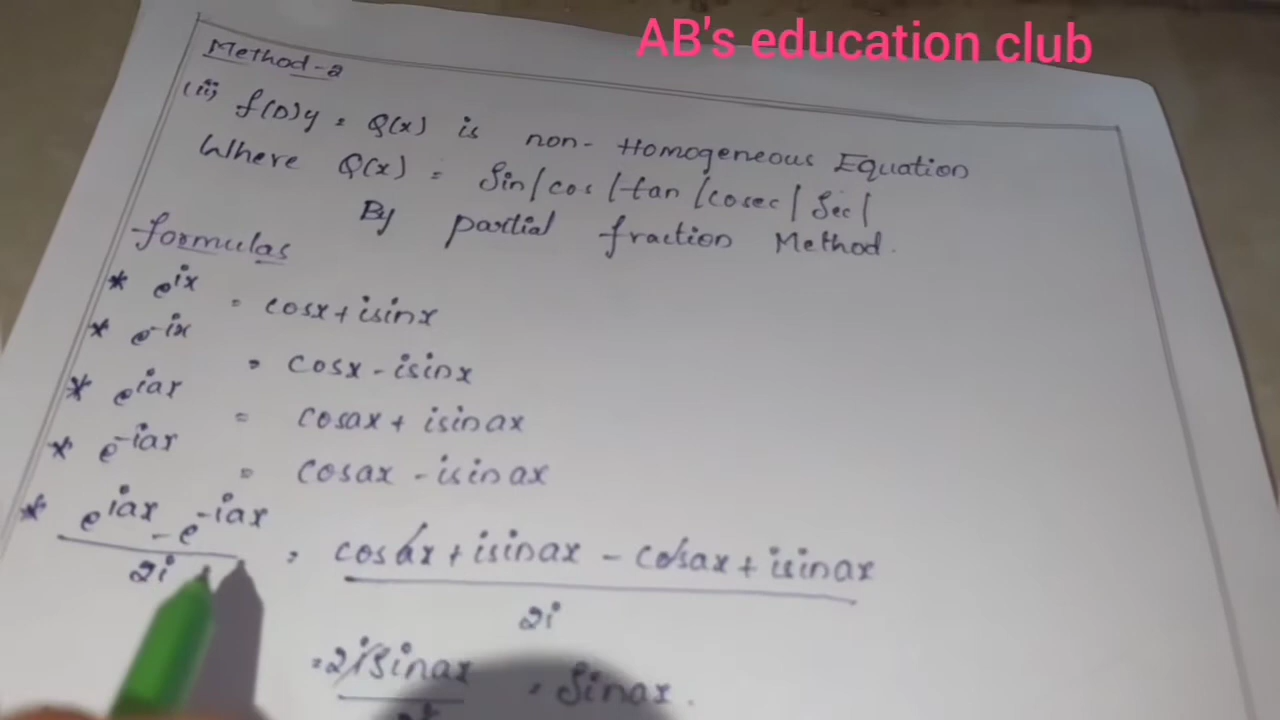 AB's education club
Method-2
(ii) f(D)y = Q(x) is non-Homogeneous Equation
Where Q(x) = Sin/cos/tan/cosec/Sec/
By partial fraction Method.
formulas
* e^ix = cosx + isinx
* e^-ix = cosx - isinx
* e^iax = cosax + isinax
* e^-iax = cosax - isinax
* e^iax - e^-iax / 2i = cosax + isinax - cosax + isinax / 2i
= 2isinax / 2i = Sinax.